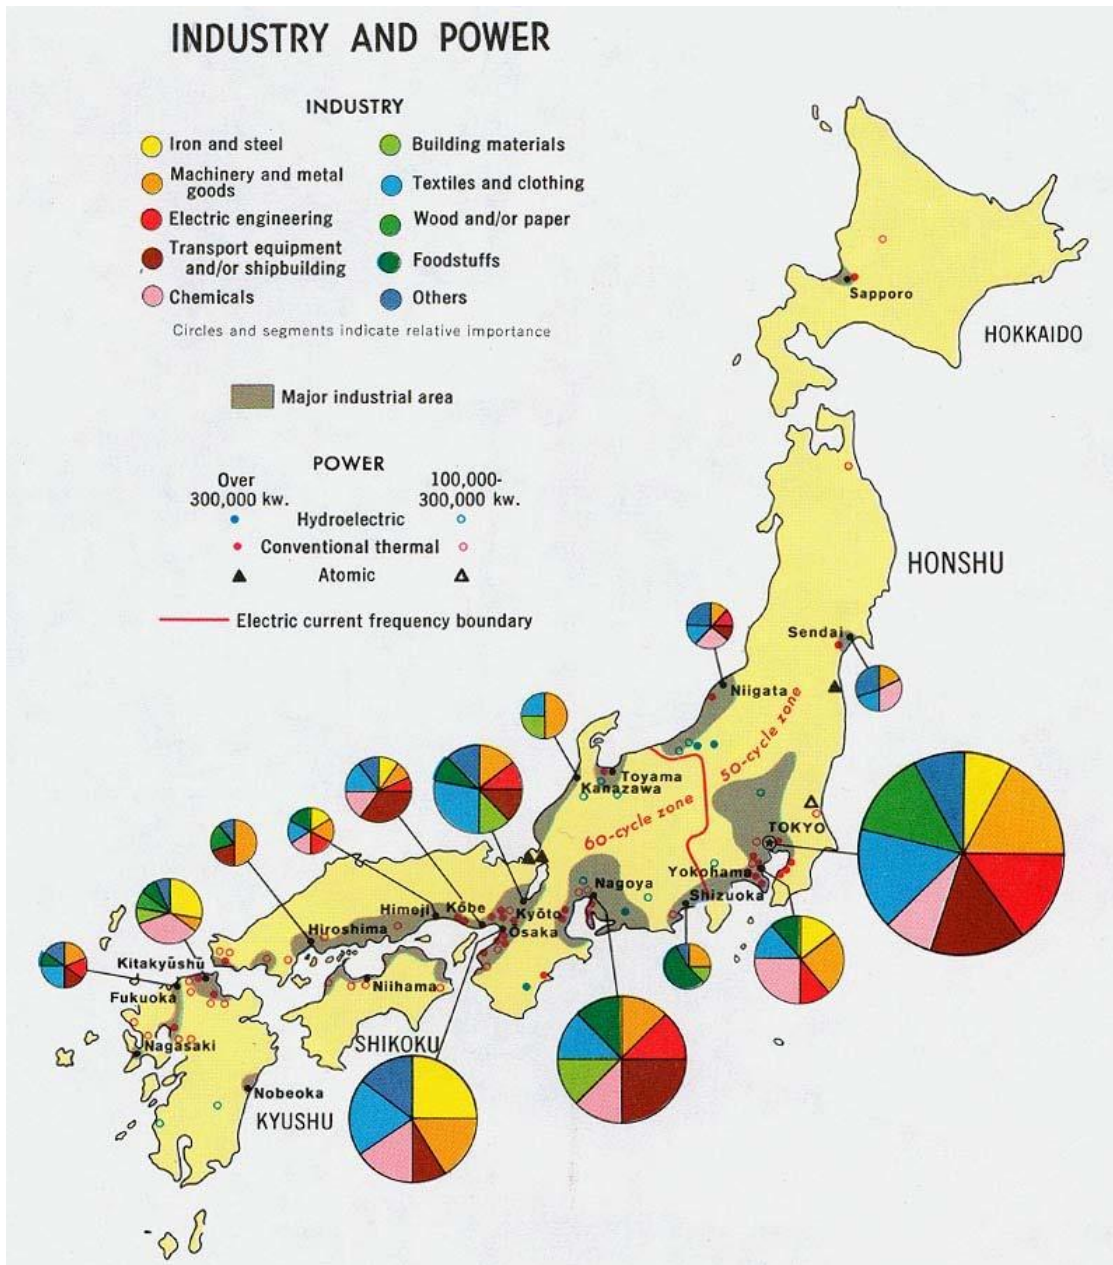 INDUSTRY AND POWER
INDUSTRY
Iron and steel
Machinery and metal
goods
Electric engineering
Transport equipment
and/or shipbuilding
Chemicals
Building materials
Textiles and clothing
Wood and/or paper
Foodstuffs
Others
Circles and segments indicate relative importance
Major industrial area
POWER
Over
300,000 kw.
100,000-
300,000 kw.
Hydroelectric
Conventional thermal
Atomic
Electric current frequency boundary
Sapporo
HOKKAIDO
HONSHU
Sendai
Niigata
50-cycle zone
60-cycle zone
Toyama
Kanazawa
TOKYO
Yokohama
Shizuoka
Nagoya
Kyōto
Ōsaka
Kōbe
Himeji
Hiroshima
Kitakyūshū
Fukuoka
Niihama
Nagasaki
SHIKOKU
Nobeoka
KYUSHU